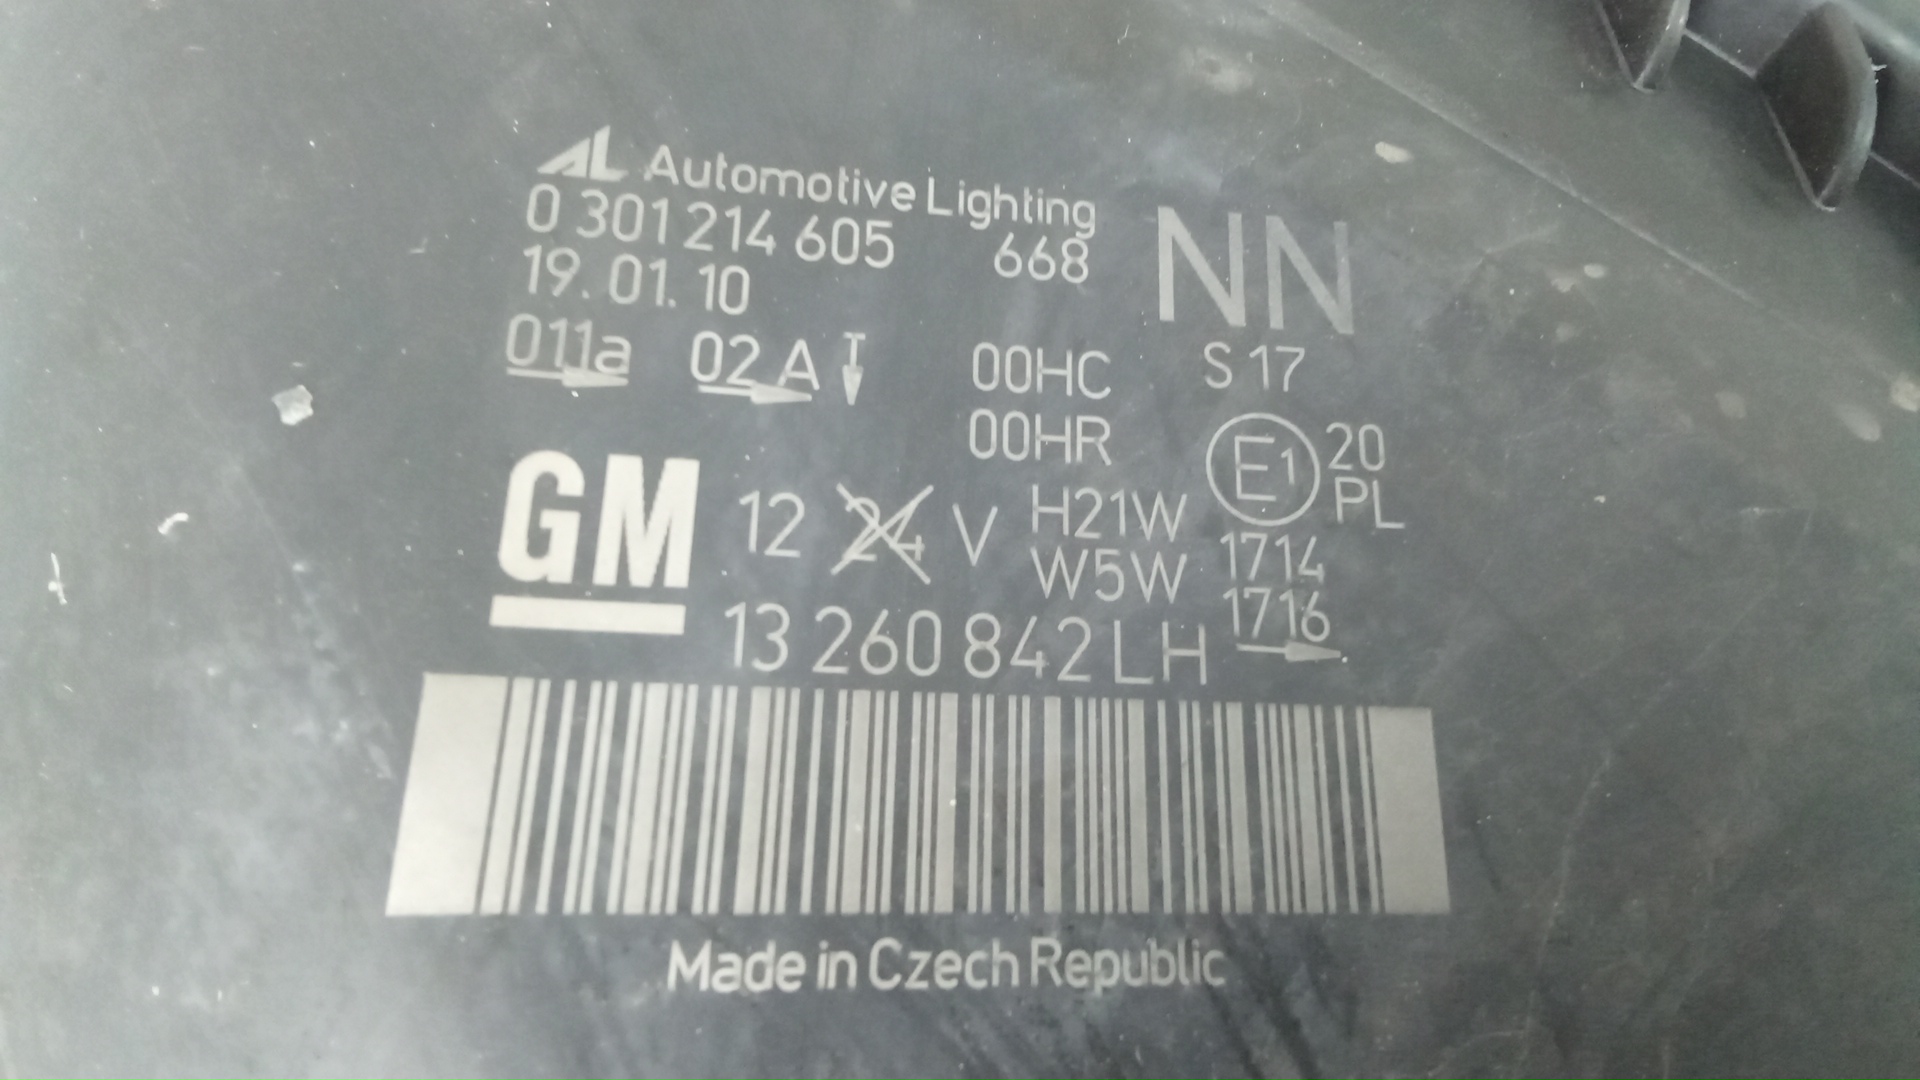 AL Automotive Lighting
0 301 214 605 668 NN
19. 01. 10
011a 02 A 00HC S 17
00HR E1 20
PL
GM 12 24 V H21W 1714
W5W 1716
13 260 842 LH
Made in Czech Republic